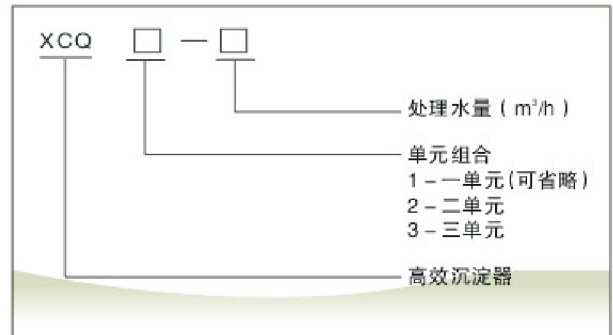 XCQ □ — □
处理水量（m³/h）
单元组合
1－一单元(可省略)
2－二单元
3－三单元
高效沉淀器